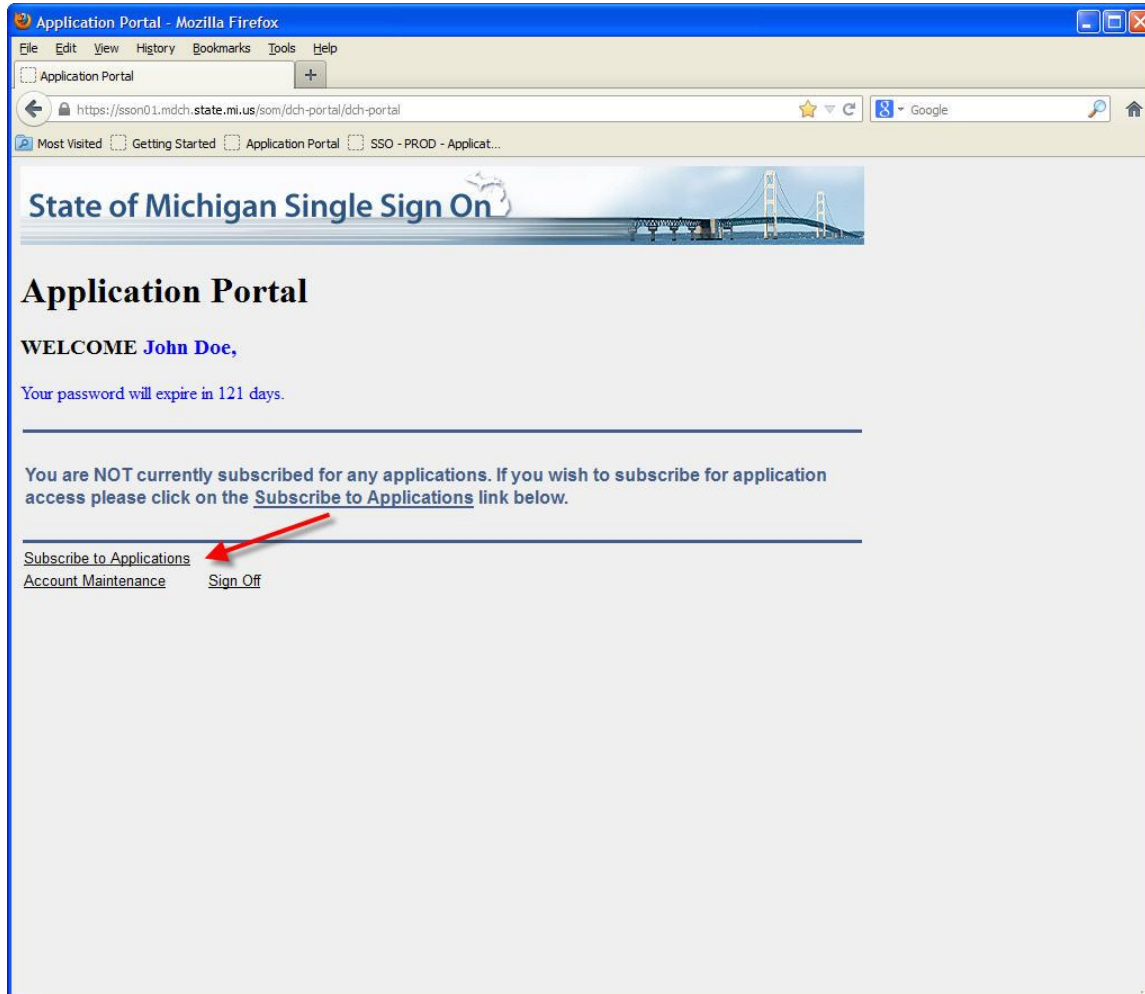 Application Portal - Mozilla Firefox
File Edit View History Bookmarks Tools Help
Application Portal +
https://sson01.mdch.state.mi.us/som/dch-portal/dch-portal 8 Google
Most Visited Getting Started Application Portal SSO - PROD - Applicat...
State of Michigan Single Sign On
Application Portal
WELCOME John Doe,
Your password will expire in 121 days.
You are NOT currently subscribed for any applications. If you wish to subscribe for application
access please click on the Subscribe to Applications link below.
Subscribe to Applications
Account Maintenance Sign Off